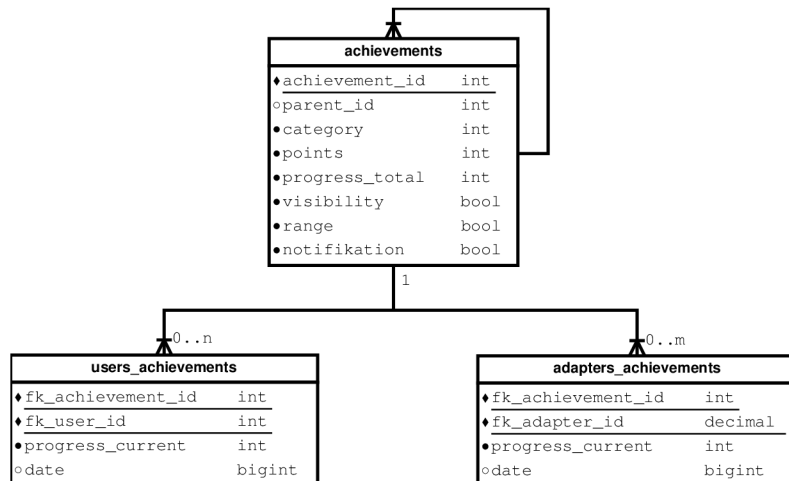 achievements
achievement_id int
parent_id int
category int
points int
progress_total int
visibility bool
range bool
notifikation bool
1
0..n
0..m
users_achievements
fk_achievement_id int
fk_user_id int
progress_current int
date bigint
adapters_achievements
fk_achievement_id int
fk_adapter_id decimal
progress_current int
date bigint